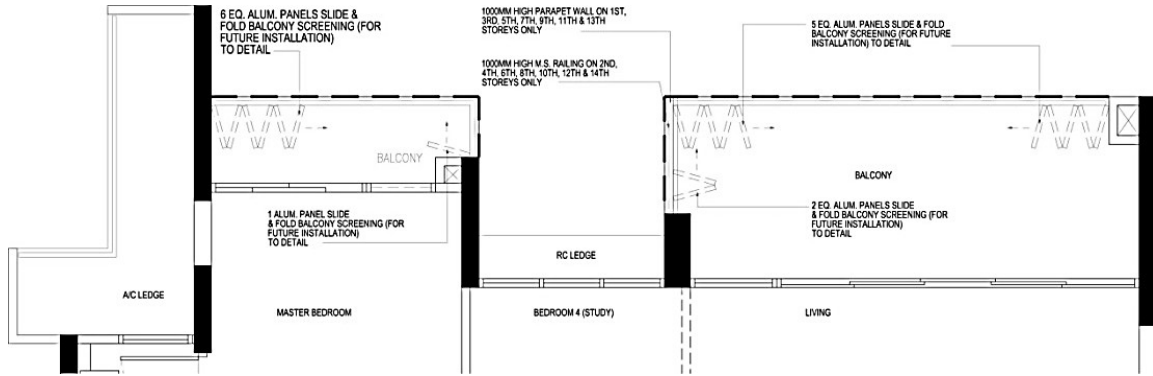 6 EQ. ALUM. PANELS SLIDE &
FOLD BALCONY SCREENING (FOR
FUTURE INSTALLATION)
TO DETAIL
1000MM HIGH PARAPET WALL ON 1ST,
3RD, 5TH, 7TH, 9TH, 11TH & 13TH
STOREYS ONLY
1000MM HIGH M.S. RAILING ON 2ND,
4TH, 6TH, 8TH, 10TH, 12TH & 14TH
STOREYS ONLY
5 EQ. ALUM. PANELS SLIDE & FOLD
BALCONY SCREENING (FOR FUTURE
INSTALLATION) TO DETAIL
BALCONY
BALCONY
1 ALUM. PANEL SLIDE
& FOLD BALCONY SCREENING (FOR
FUTURE INSTALLATION)
TO DETAIL
2 EQ. ALUM. PANELS SLIDE
& FOLD BALCONY SCREENING (FOR
FUTURE INSTALLATION)
TO DETAIL
RC LEDGE
A/C LEDGE
MASTER BEDROOM
BEDROOM 4 (STUDY)
LIVING